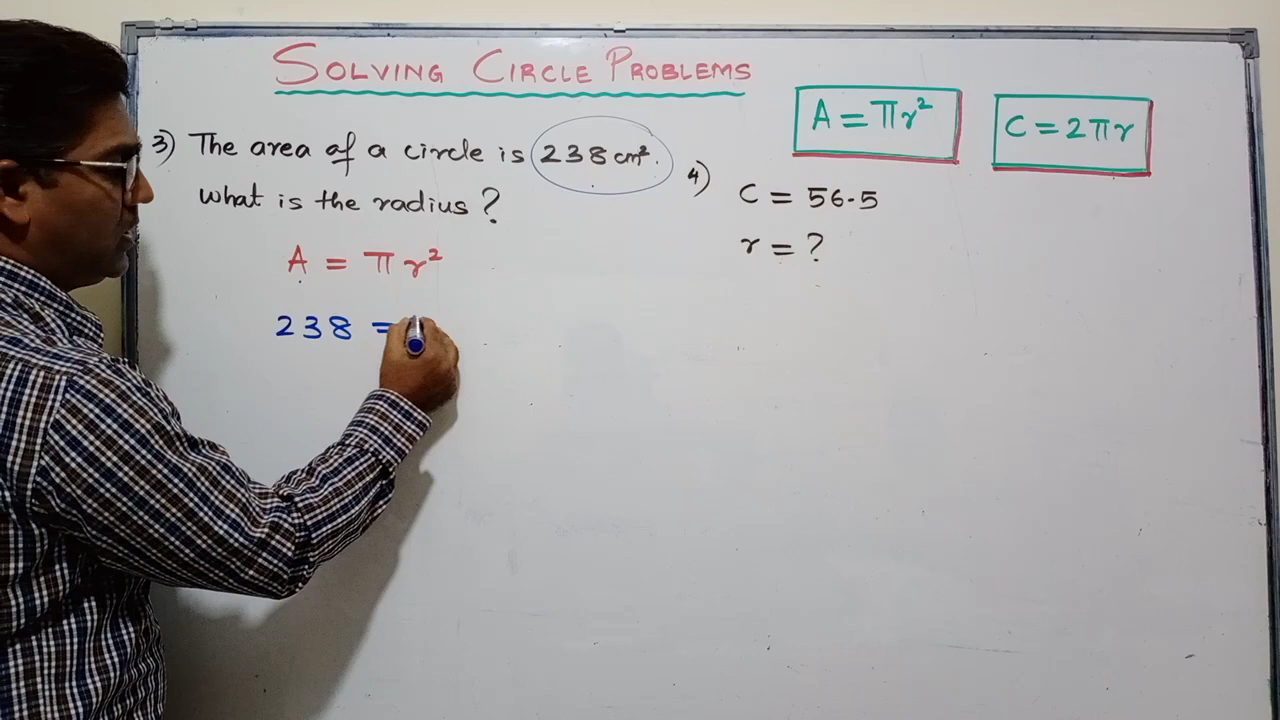 SOLVING CIRCLE PROBLEMS
A = πr²
C = 2πr
3) The area of a circle is 238 cm².
what is the radius ?
A = πr²
238 =
4) C = 56.5
r = ?